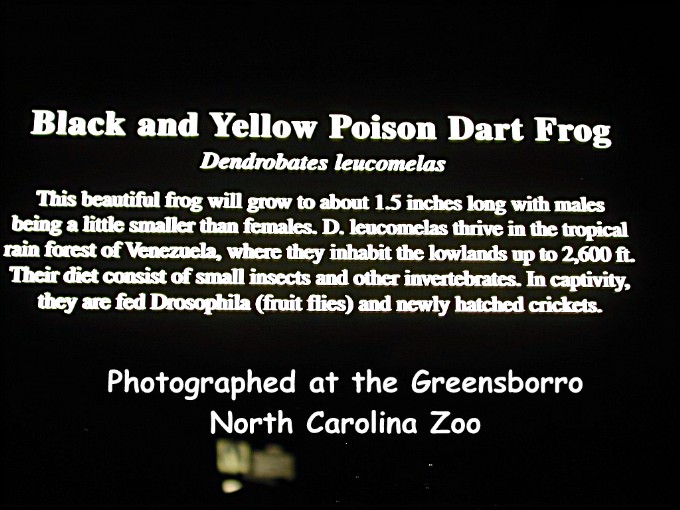 Black and Yellow Poison Dart Frog
Dendrobates leucomelas
This beautiful frog will grow to about 1.5 inches long with males
being a little smaller than females. D. leucomelas thrive in the tropical
rain forest of Venezuela, where they inhabit the lowlands up to 2,600 ft.
Their diet consist of small insects and other invertebrates. In captivity,
they are fed Drosophila (fruit flies) and newly hatched crickets.
Photographed at the Greensborro
North Carolina Zoo